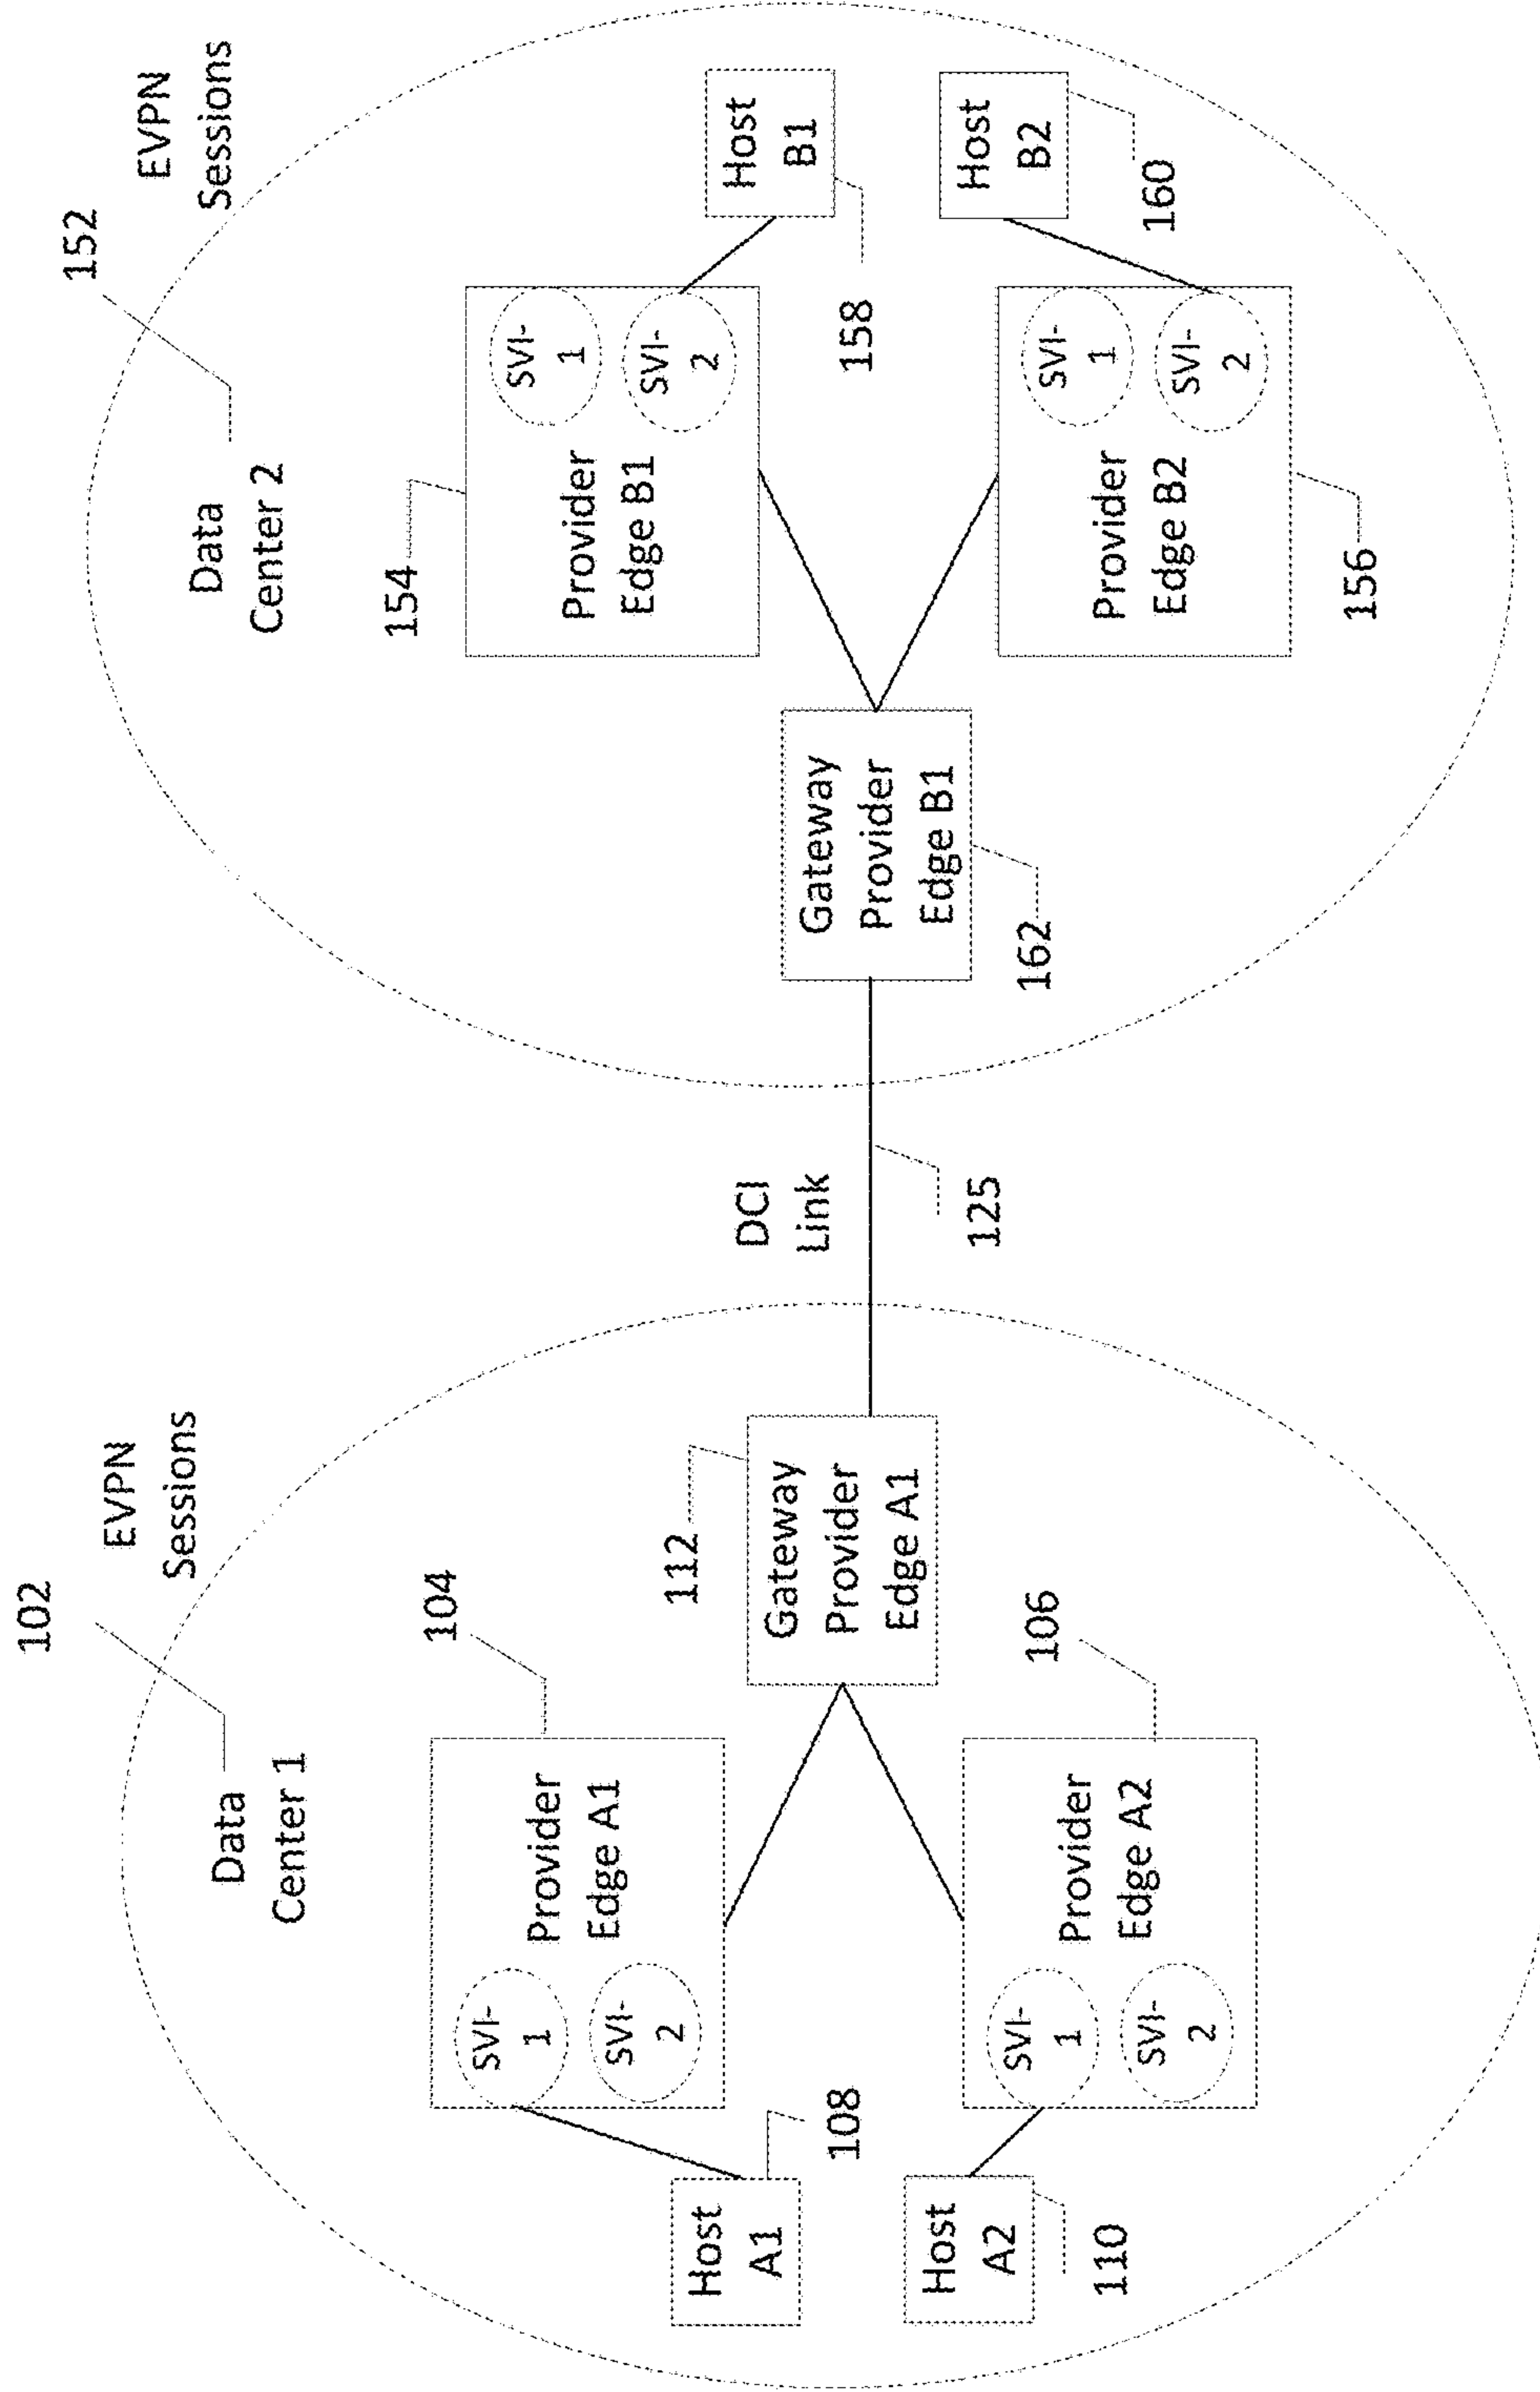 102
EVPN
Sessions
Data
Center 1
104
SVI-
1
SVI-
2
Provider
Edge A1
Host
A1
108
112
Gateway
Provider
Edge A1
106
SVI-
1
SVI-
2
Provider
Edge A2
Host
A2
110
DCI
Link
125
152
EVPN
Sessions
Data
Center 2
154
Provider
Edge B1
SVI-
1
SVI-
2
Host
B1
158
Gateway
Provider
Edge B1
162
Provider
Edge B2
SVI-
1
SVI-
2
Host
B2
160
156